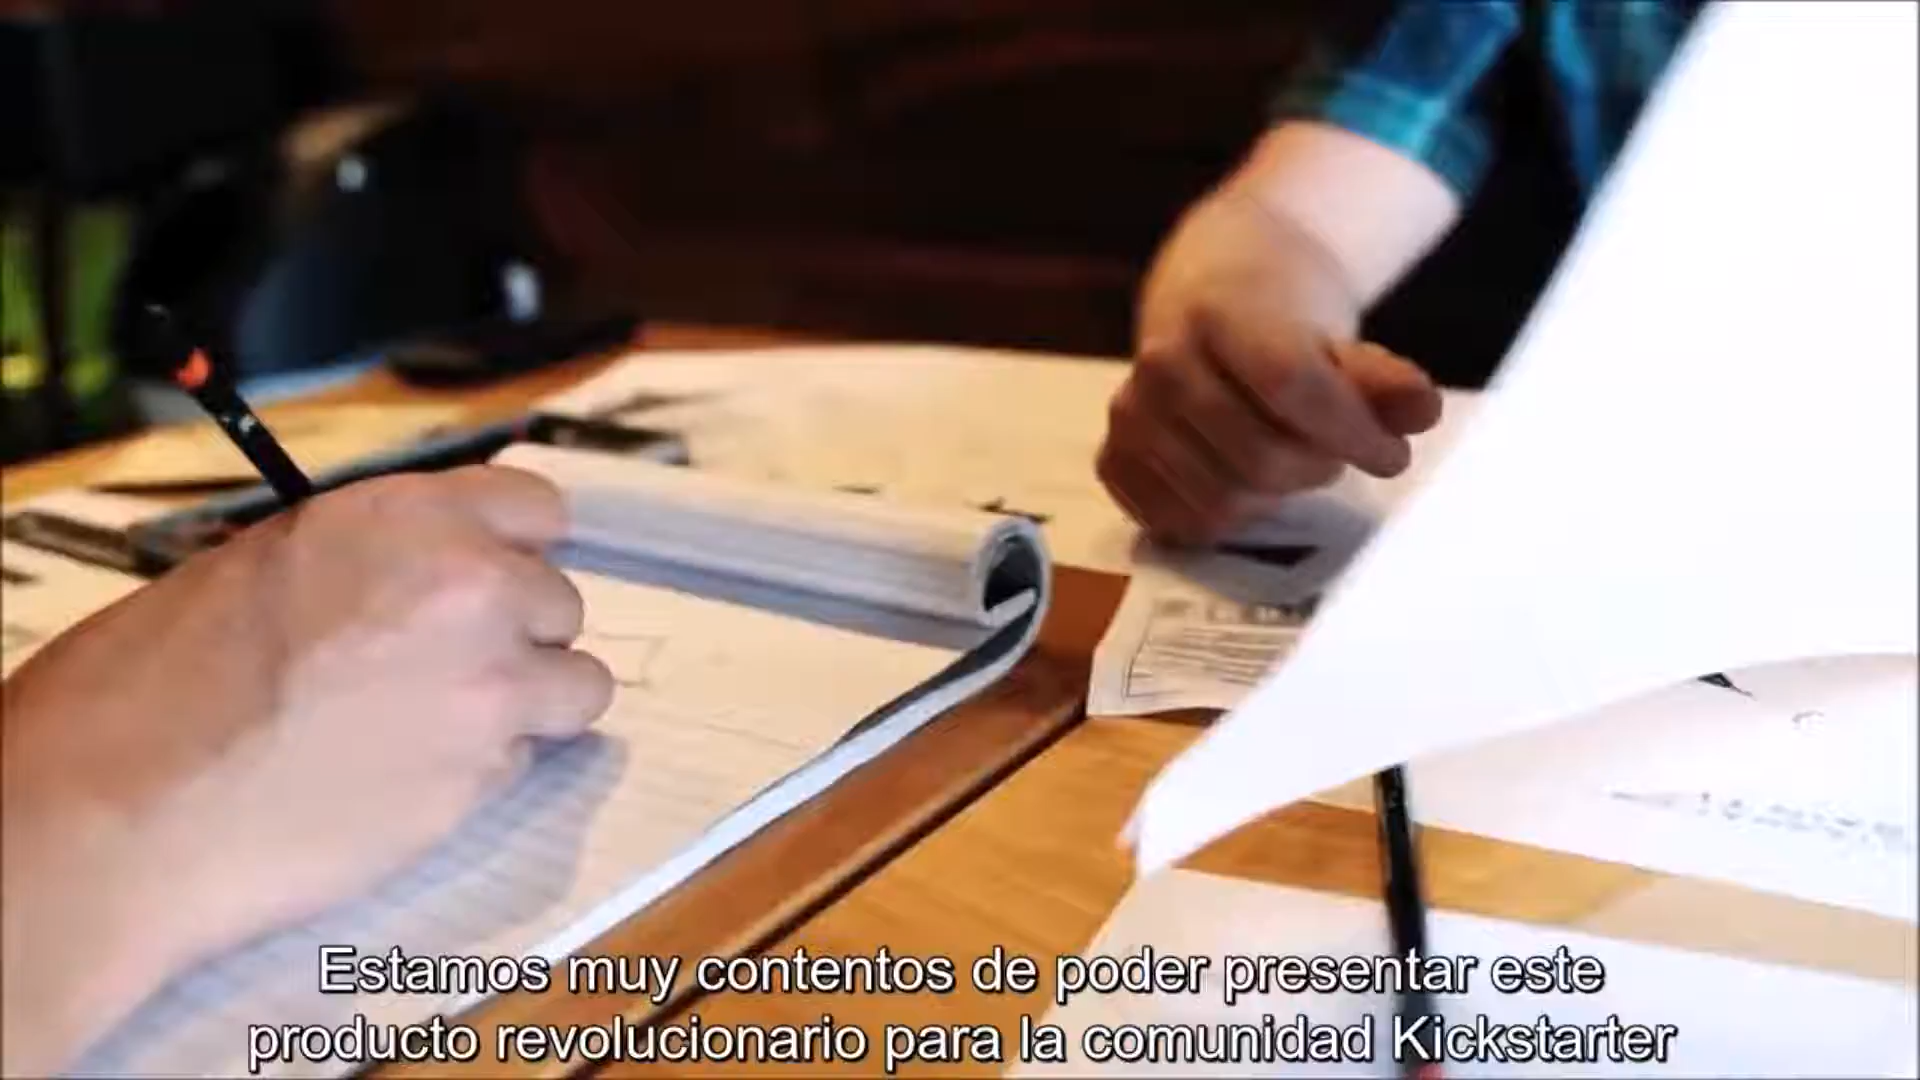 Estamos muy contentos de poder presentar este
producto revolucionario para la comunidad Kickstarter